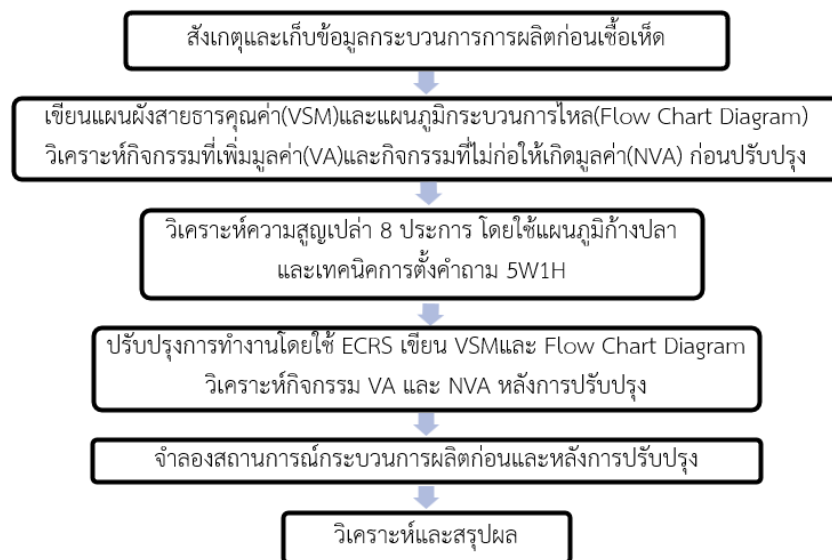 สังเกตุและเก็บข้อมูลกระบวนการการผลิตก่อนเชื้อเห็ด
เขียนแผนผังสายธารคุณค่า(VSM)และแผนภูมิกระบวนการไหล(Flow Chart Diagram)
วิเคราะห์กิจกรรมที่เพิ่มมูลค่า(VA)และกิจกรรมที่ไม่ก่อให้เกิดมูลค่า(NVA) ก่อนปรับปรุง
วิเคราะห์ความสูญเปล่า 8 ประการ โดยใช้แผนภูมิก้างปลา
และเทคนิคการตั้งคำถาม 5W1H
ปรับปรุงการทำงานโดยใช้ ECRS เขียน VSMและ Flow Chart Diagram
วิเคราะห์กิจกรรม VA และ NVA หลังการปรับปรุง
จำลองสถานการณ์กระบวนการผลิตก่อนและหลังการปรับปรุง
วิเคราะห์และสรุปผล